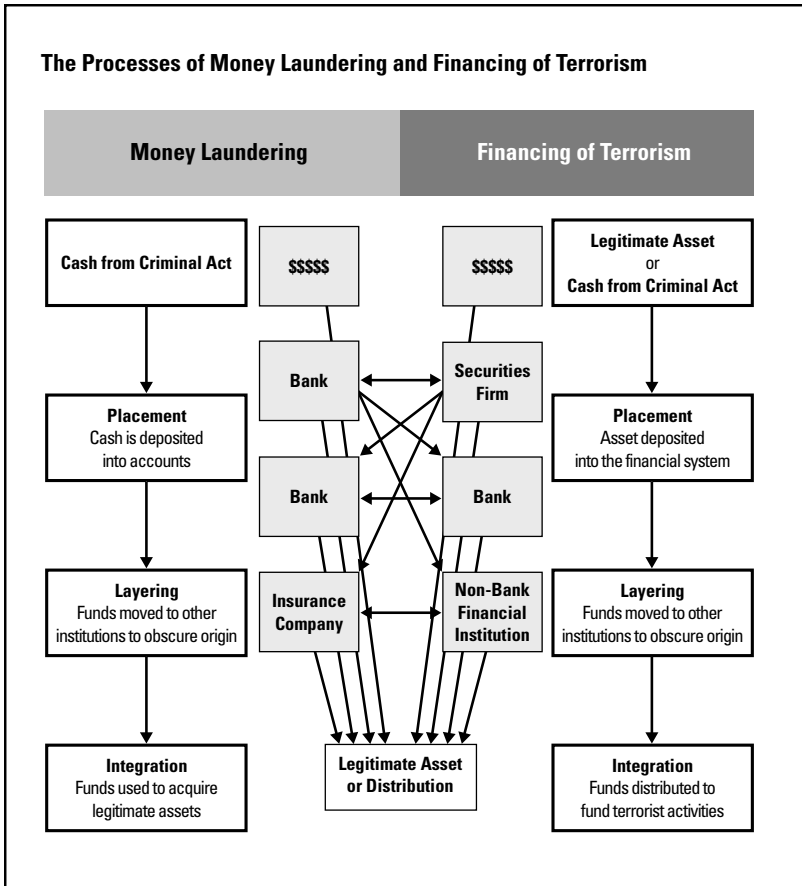 The Processes of Money Laundering and Financing of Terrorism
Money Laundering
Financing of Terrorism
Cash from Criminal Act
$$$$$
$$$$$
Legitimate Asset
or
Cash from Criminal Act
Bank
Securities
Firm
Placement
Cash is deposited
into accounts
Placement
Asset deposited
into the financial system
Bank
Bank
Layering
Funds moved to other
institutions to obscure origin
Insurance
Company
Non-Bank
Financial
Institution
Layering
Funds moved to other
institutions to obscure origin
Integration
Funds used to acquire
legitimate assets
Legitimate Asset
or Distribution
Integration
Funds distributed to
fund terrorist activities